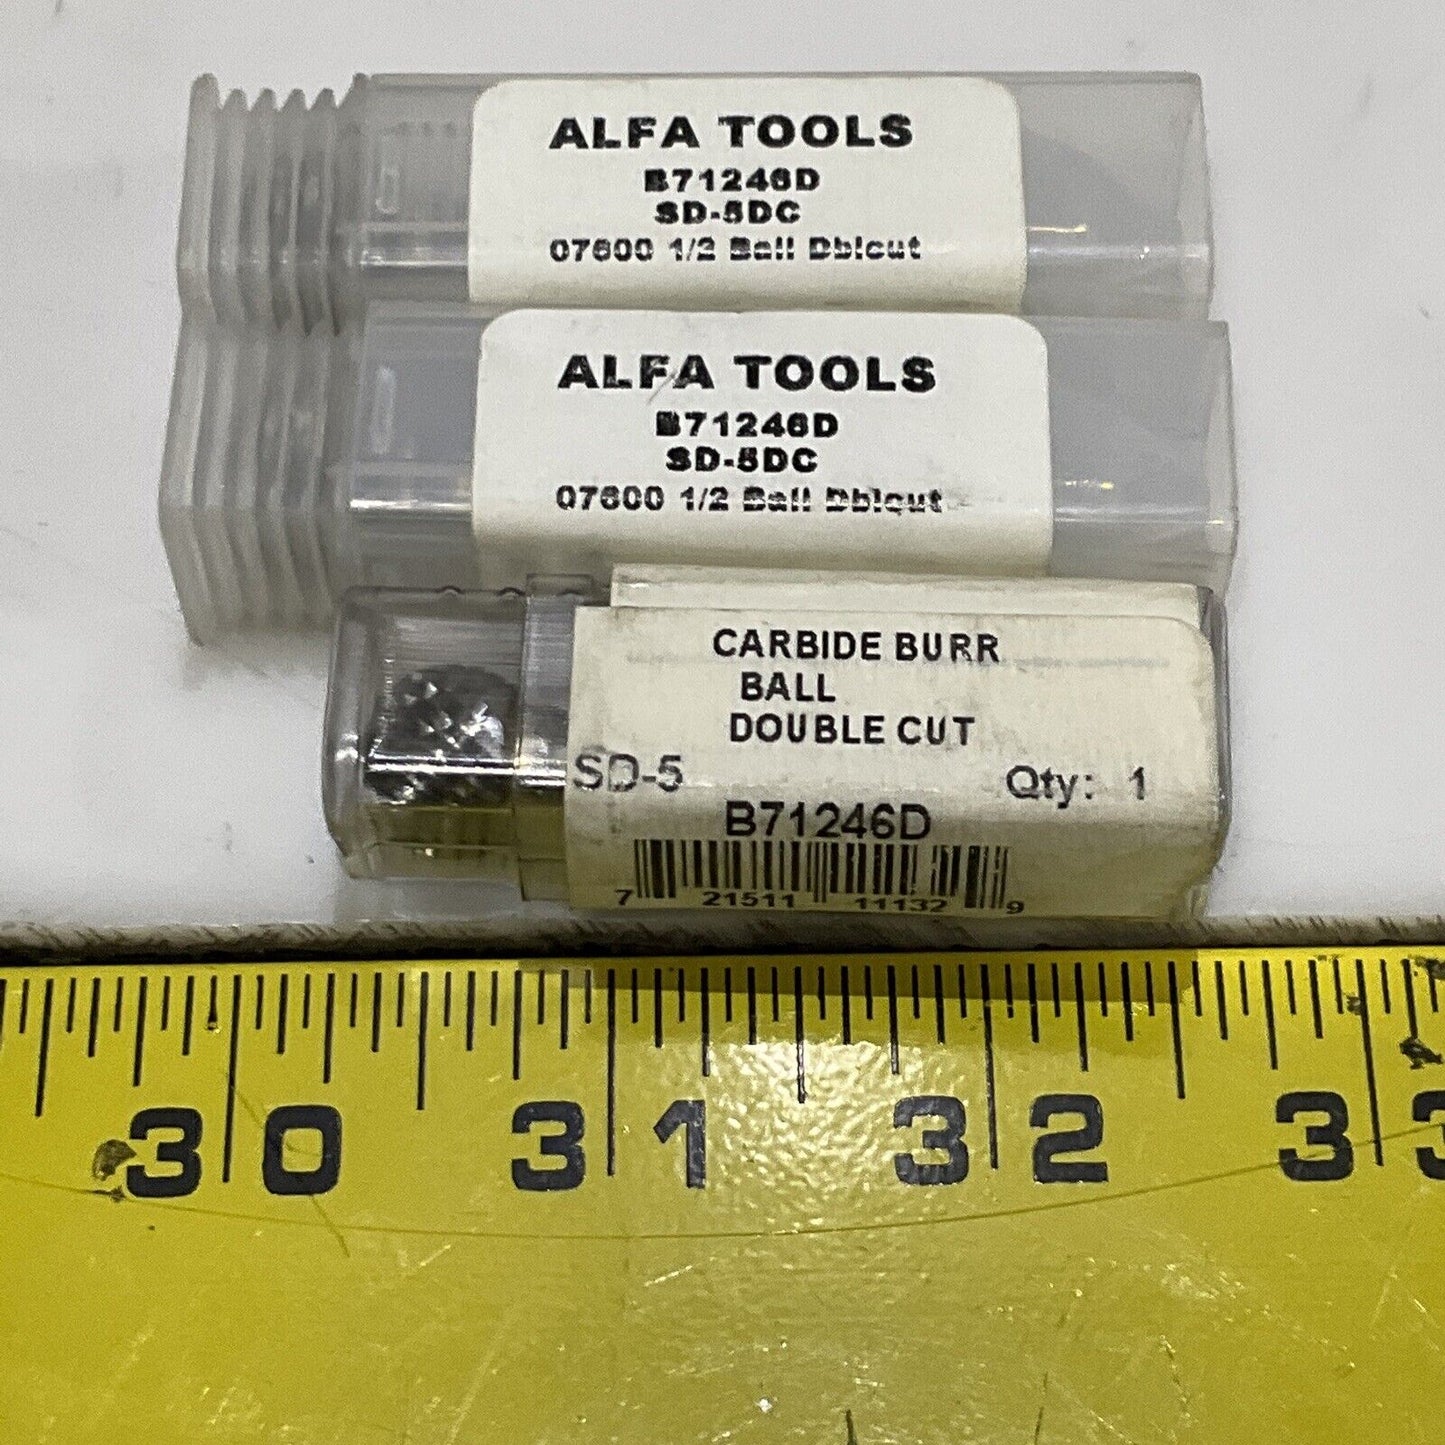 ALFA TOOLS
B71246D
SD-5DC
07600 1/2 Ball Dblcut
ALFA TOOLS
B71246D
SD-5DC
07600 1/2 Ball Dblcut
CARBIDE BURR
BALL
DOUBLE CUT
SD-5 Qty: 1
B71246D
7 21511 11132 9
30 31 32 33